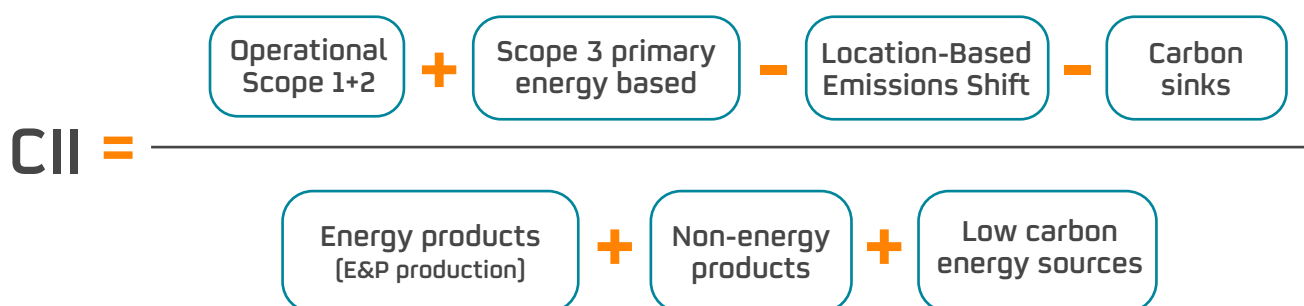 Operational
Scope 1+2
+
Scope 3 primary
energy based
-
Location-Based
Emissions Shift
-
Carbon
sinks
CII =
Energy products
(E&P production)
+
Non-energy
products
+
Low carbon
energy sources